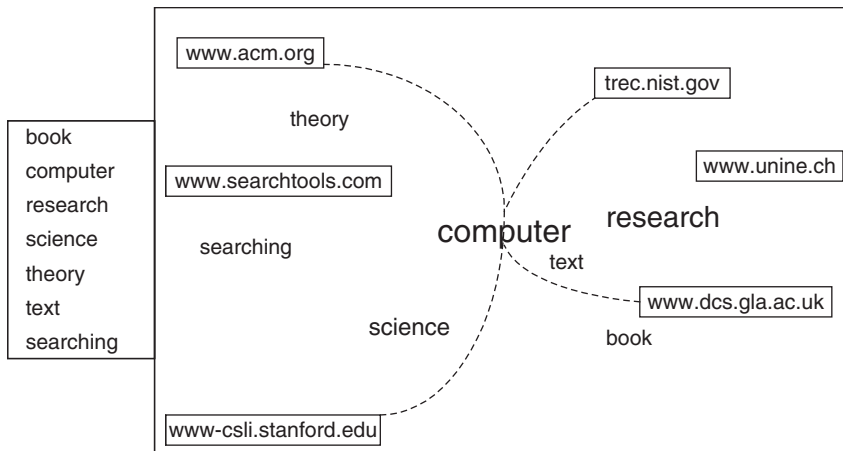 book
computer
research
science
theory
text
searching
www.acm.org
trec.nist.gov
theory
www.unine.ch
www.searchtools.com
research
computer
searching
text
www.dcs.gla.ac.uk
science
book
www-csli.stanford.edu